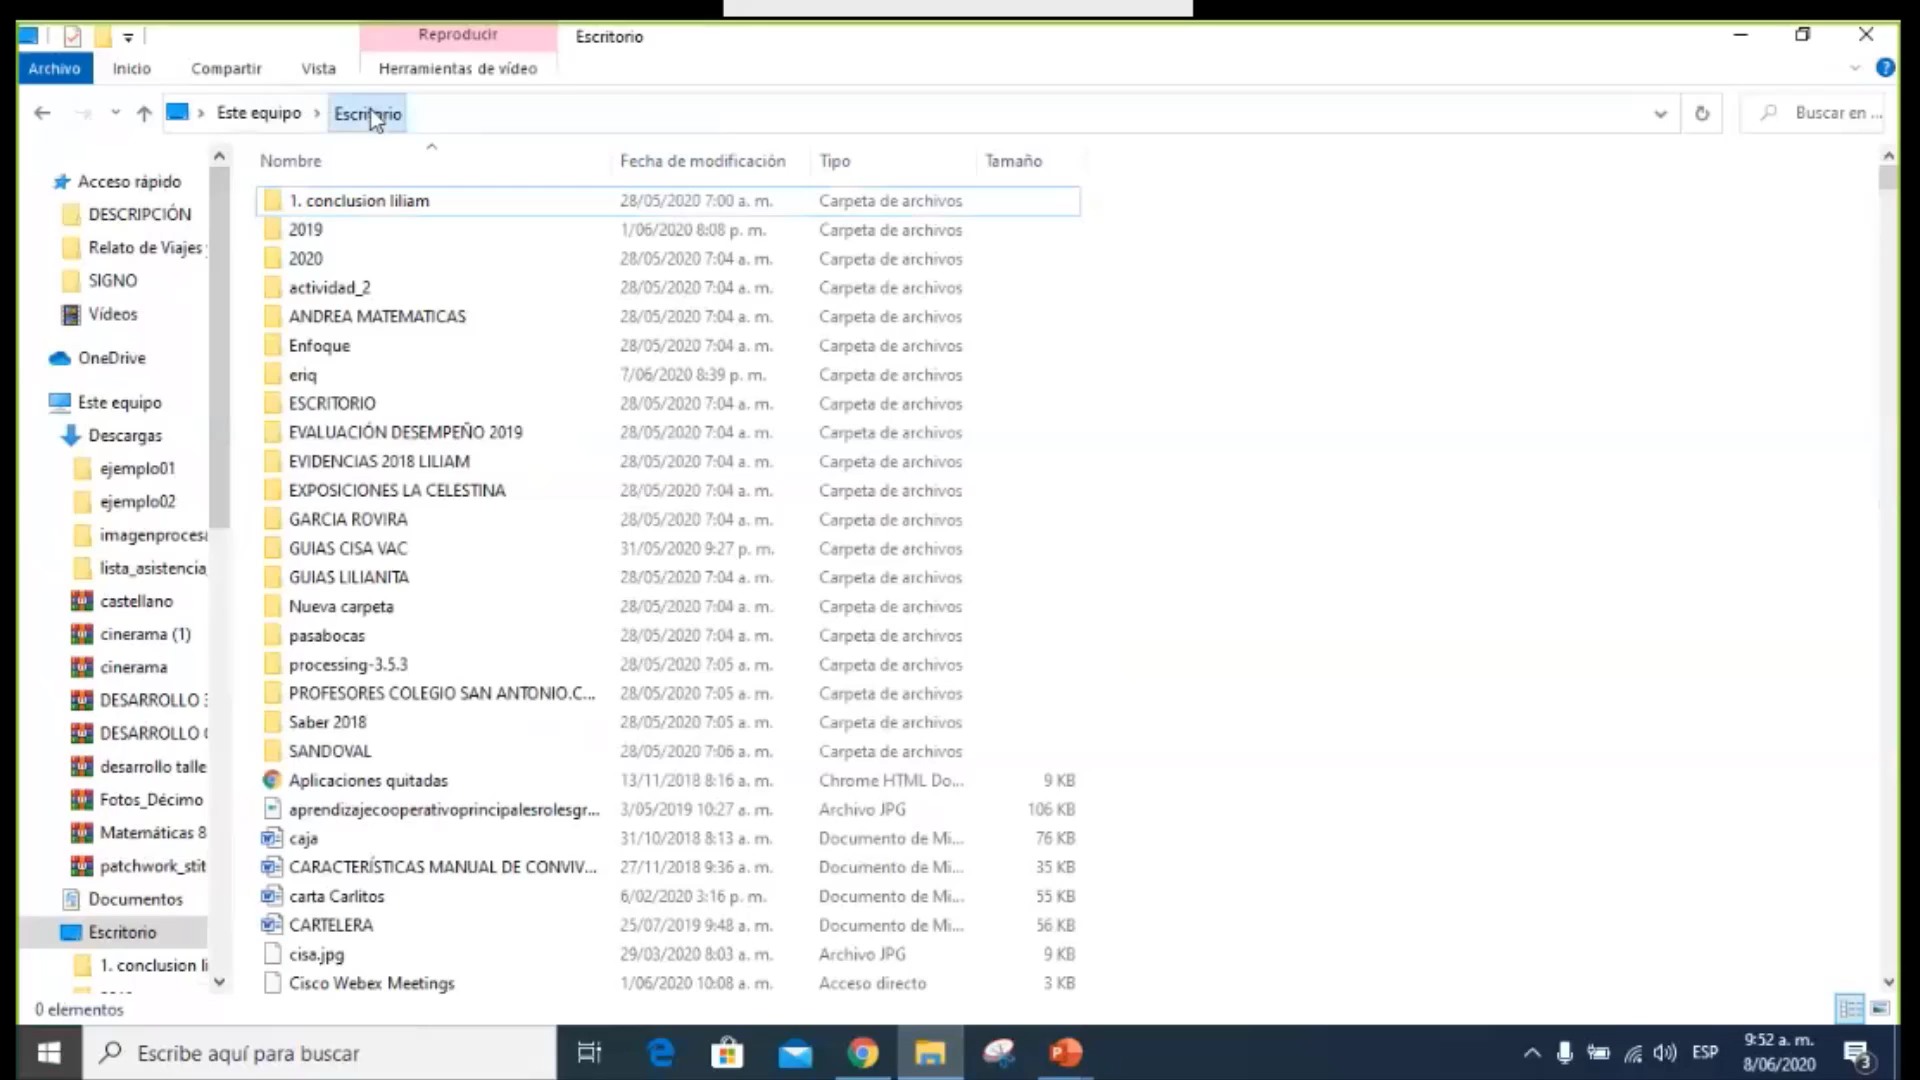 Reproducir
Escritorio
Archivo
Inicio
Compartir
Vista
Herramientas de vídeo
Este equipo
Escritorio
Buscar en ...
Nombre
Fecha de modificación
Tipo
Tamaño
Acceso rápido
DESCRIPCIÓN
Relato de Viajes
SIGNO
Vídeos
OneDrive
Este equipo
Descargas
ejemplo01
ejemplo02
imagenproces
lista_asistencia
castellano
cinerama (1)
cinerama
DESARROLLO
DESARROLLO
desarrollo talle
Fotos_Décimo
Matemáticas 8
patchwork_stit
Documentos
Escritorio
1. conclusion li
1. conclusion liliam 28/05/2020 7:00 a. m. Carpeta de archivos
2019 1/06/2020 8:08 p. m. Carpeta de archivos
2020 28/05/2020 7:04 a. m. Carpeta de archivos
actividad_2 28/05/2020 7:04 a. m. Carpeta de archivos
ANDREA MATEMATICAS 28/05/2020 7:04 a. m. Carpeta de archivos
Enfoque 28/05/2020 7:04 a. m. Carpeta de archivos
eriq 7/06/2020 8:39 p. m. Carpeta de archivos
ESCRITORIO 28/05/2020 7:04 a. m. Carpeta de archivos
EVALUACIÓN DESEMPEÑO 2019 28/05/2020 7:04 a. m. Carpeta de archivos
EVIDENCIAS 2018 LILIAM 28/05/2020 7:04 a. m. Carpeta de archivos
EXPOSICIONES LA CELESTINA 28/05/2020 7:04 a. m. Carpeta de archivos
GARCIA ROVIRA 28/05/2020 7:04 a. m. Carpeta de archivos
GUIAS CISA VAC 31/05/2020 9:27 p. m. Carpeta de archivos
GUIAS LILIANITA 28/05/2020 7:04 a. m. Carpeta de archivos
Nueva carpeta 28/05/2020 7:04 a. m. Carpeta de archivos
pasabocas 28/05/2020 7:04 a. m. Carpeta de archivos
processing-3.5.3 28/05/2020 7:05 a. m. Carpeta de archivos
PROFESORES COLEGIO SAN ANTONIO.C... 28/05/2020 7:05 a. m. Carpeta de archivos
Saber 2018 28/05/2020 7:05 a. m. Carpeta de archivos
SANDOVAL 28/05/2020 7:06 a. m. Carpeta de archivos
Aplicaciones quitadas 13/11/2018 8:16 a. m. Chrome HTML Do... 9 KB
aprendizajecooperativoprincipalesrolesgr... 3/05/2019 10:27 a. m. Archivo JPG 106 KB
caja 31/10/2018 8:13 a. m. Documento de Mi... 76 KB
CARACTERÍSTICAS MANUAL DE CONVIV... 27/11/2018 9:36 a. m. Documento de Mi... 35 KB
carta Carlitos 6/02/2020 3:16 p. m. Documento de Mi... 55 KB
CARTELERA 25/07/2019 9:48 a. m. Documento de Mi... 56 KB
cisa.jpg 29/03/2020 8:03 a. m. Archivo JPG 9 KB
Cisco Webex Meetings 1/06/2020 10:08 a. m. Acceso directo 3 KB
0 elementos
Escribe aquí para buscar
ESP
9:52 a. m.
8/06/2020
3